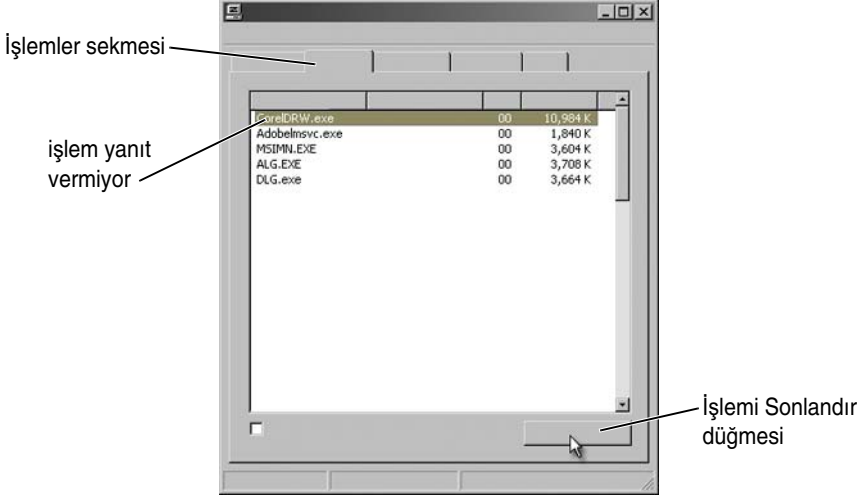 İşlemler sekmesi
CorelDRW.exe 00 10,984 K
Adobelmsvc.exe 00 1,840 K
MSIMN.EXE 00 3,604 K
ALG.EXE 00 3,708 K
DLG.exe 00 3,664 K
işlem yanıt
vermiyor
İşlemi Sonlandır
düğmesi